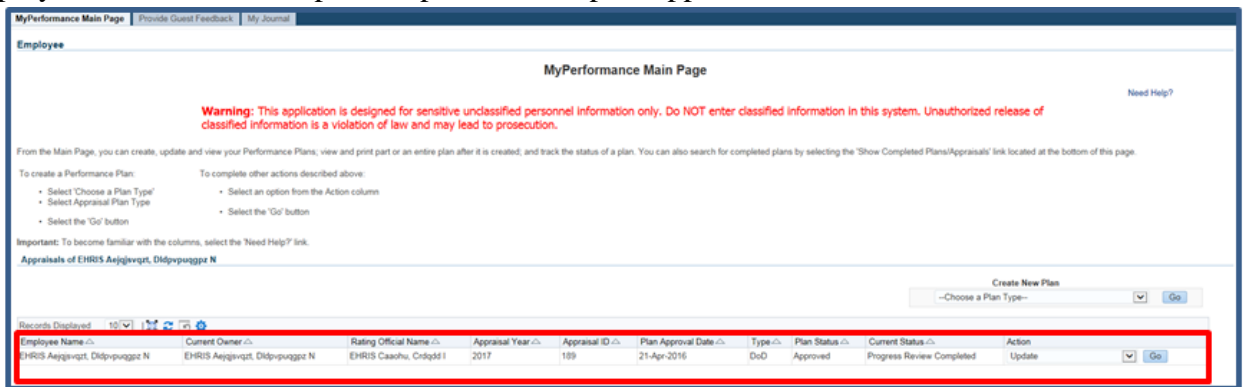 MyPerformance Main Page Provide Guest Feedback My Journal
Employee
MyPerformance Main Page
Need Help?
Warning: This application is designed for sensitive unclassified personnel information only. Do NOT enter classified information in this system. Unauthorized release of
classified information is a violation of law and may lead to prosecution.
From the Main Page, you can create, update and view your Performance Plans; view and print part or an entire plan after it is created; and track the status of a plan. You can also search for completed plans by selecting the 'Show Completed Plans/Appraisals' link located at the bottom of this page.
To create a Performance Plan: To complete other actions described above:
• Select 'Choose a Plan Type' • Select an option from the Action column
• Select Appraisal Plan Type
• Select the 'Go' button
• Select the 'Go' button
Important: To become familiar with the columns, select the 'Need Help?' link.
Appraisals of EHRIS Aejqjsvqzt, Dldpvpuqgpz N
Create New Plan
--Choose a Plan Type-- Go
Records Displayed 10
Employee Name Current Owner Rating Official Name Appraisal Year Appraisal ID Plan Approval Date Type Plan Status Current Status Action
EHRIS Aejqjsvqzt, Dldpvpuqgpz N EHRIS Aejqjsvqzt, Dldpvpuqgpz N EHRIS Caaohu, Crdqdd I 2017 189 21-Apr-2016 DoD Approved Progress Review Completed Update Go